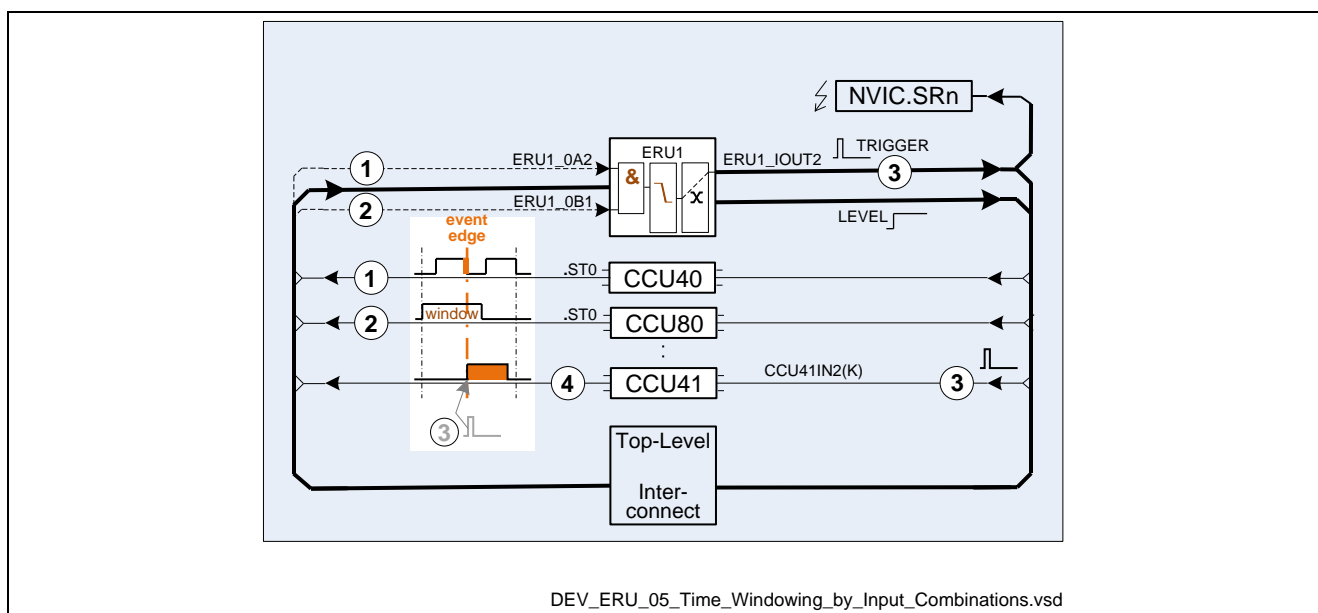 NVIC.SRn
1
ERU1_0A2
ERU1
ERU1_IOUT2
TRIGGER
3
&
x
2
ERU1_0B1
LEVEL
event
edge
1
.ST0
CCU40
2
window
.ST0
CCU80
:
4
CCU41
CCU41IN2(K)
3
3
Top-Level
Inter-
connect
DEV_ERU_05_Time_Windowing_by_Input_Combinations.vsd